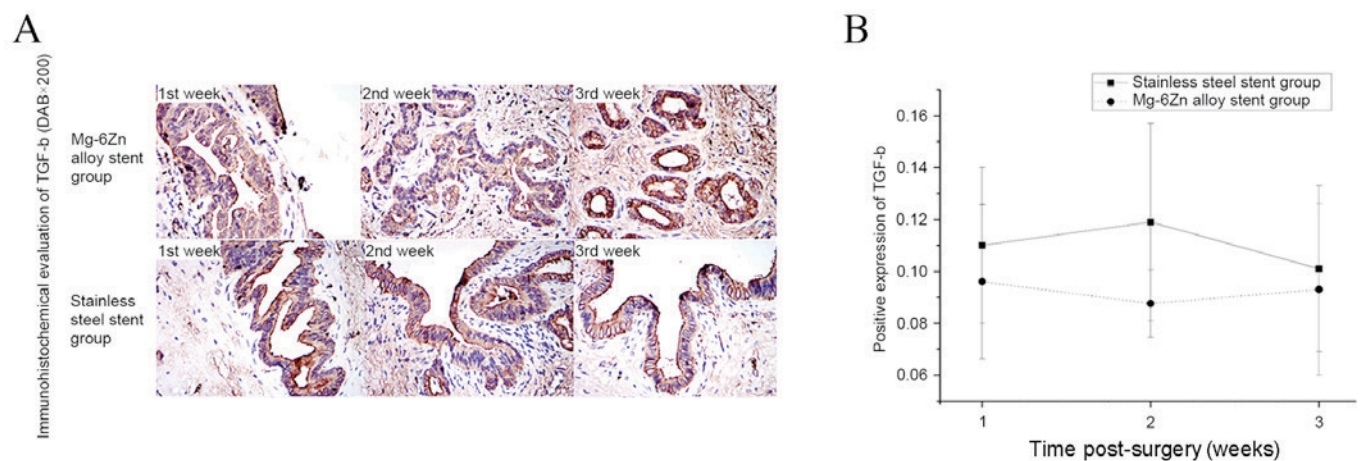 A
Immunohistochemical evaluation of TGF-b (DAB×200)
1st week
2nd week
3rd week
Mg-6Zn
alloy stent
group
1st week
2nd week
3rd week
Stainless
steel stent
group
B
Stainless steel stent group
Mg-6Zn alloy stent group
Positive expression of TGF-b
0.16
0.14
0.12
0.10
0.08
0.06
1
2
3
Time post-surgery (weeks)